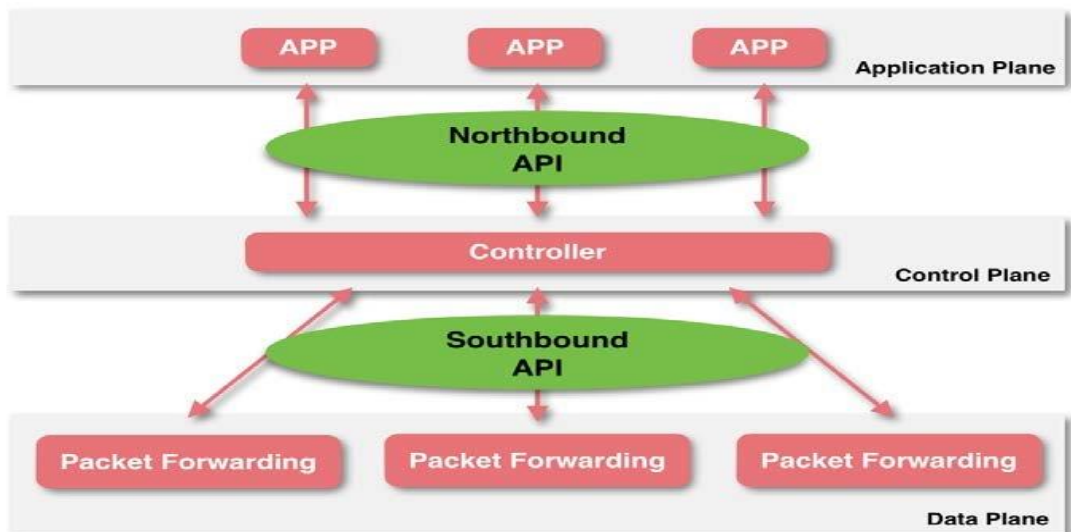 APP APP APP
Application Plane
Northbound
API
Controller
Control Plane
Southbound
API
Packet Forwarding Packet Forwarding Packet Forwarding
Data Plane